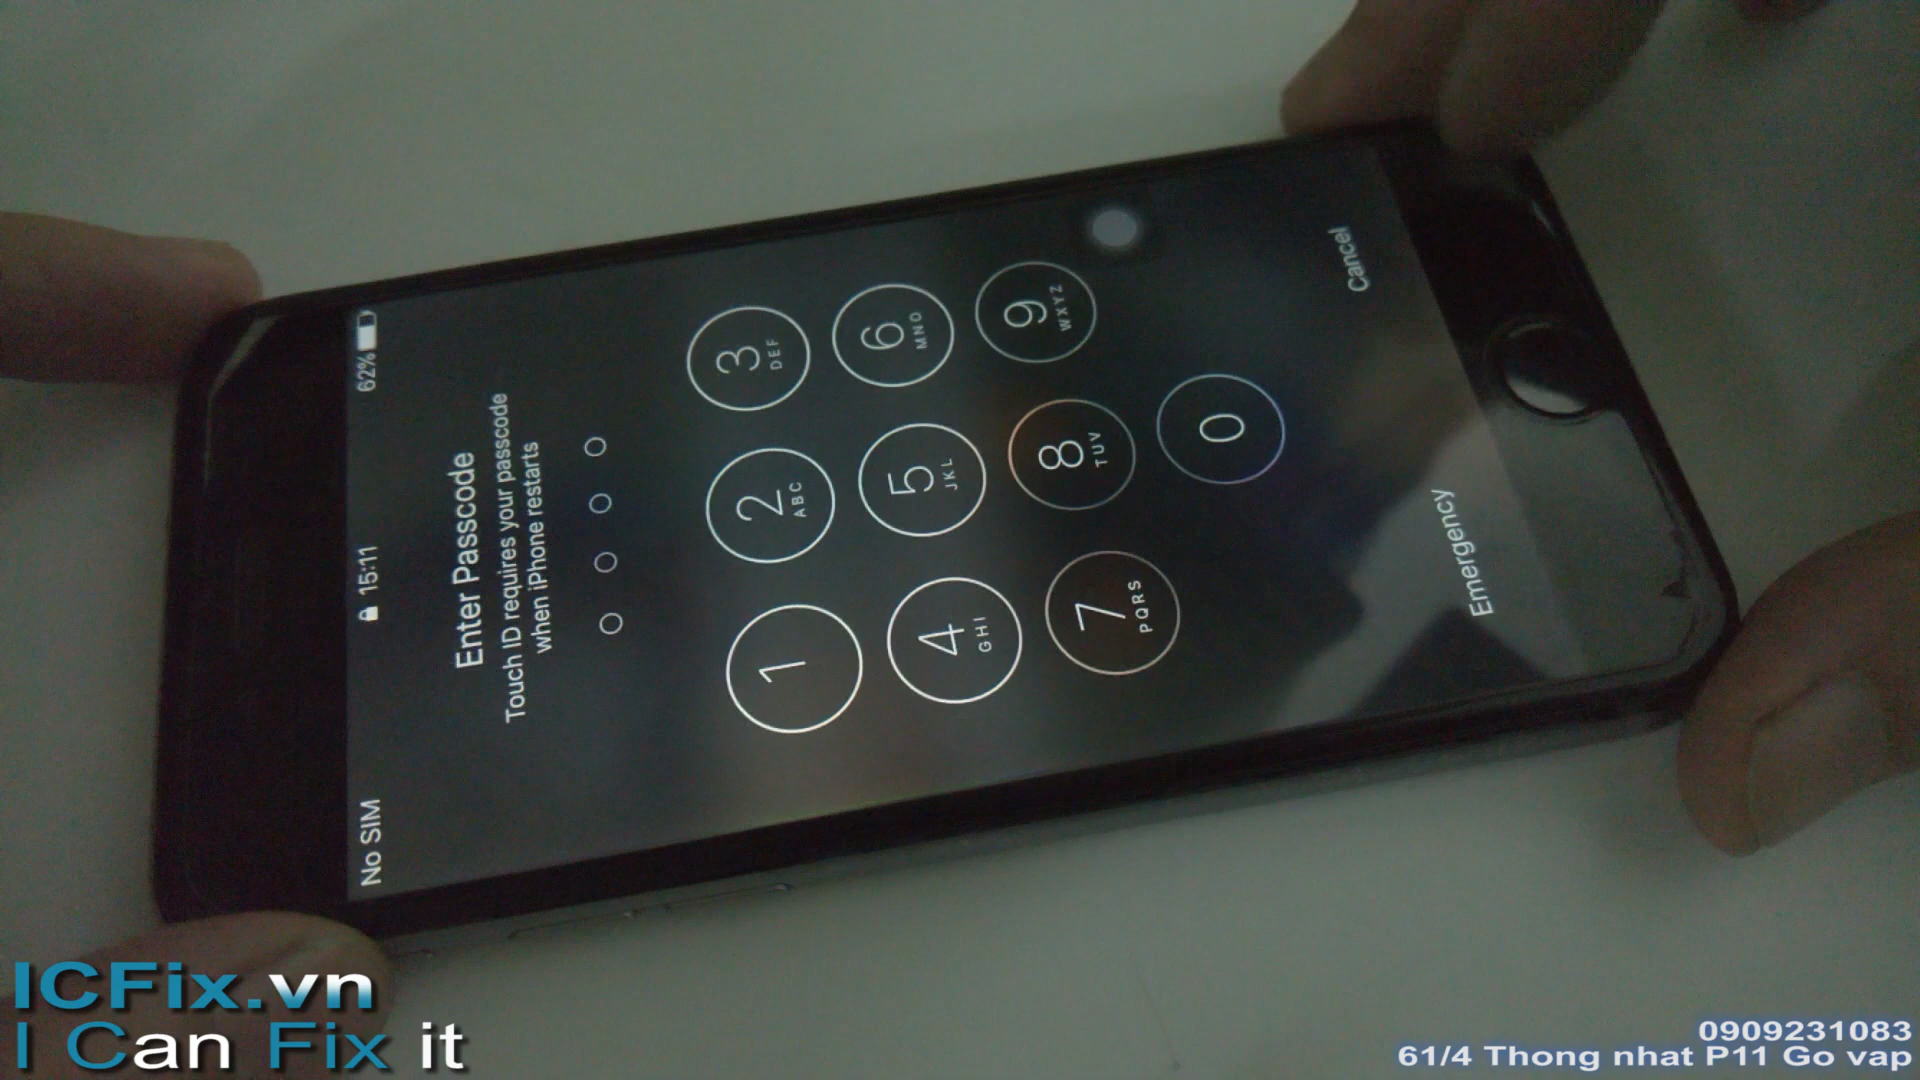 No SIM 15:11 62%
Enter Passcode
Touch ID requires your passcode
when iPhone restarts
1
2
ABC
3
DEF
4
GHI
5
JKL
6
MNO
7
PQRS
8
TUV
9
WXYZ
0
Emergency
Cancel
ICFix.vn
I Can Fix it
0909231083
61/4 Thong nhat P11 Go vap